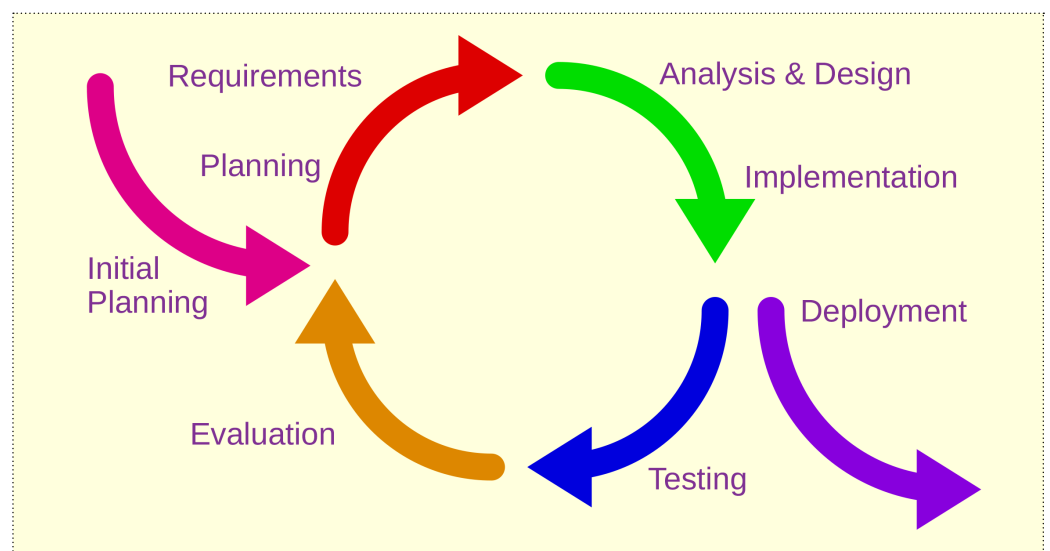 Requirements
Analysis & Design
Planning
Implementation
Initial
Planning
Deployment
Evaluation
Testing